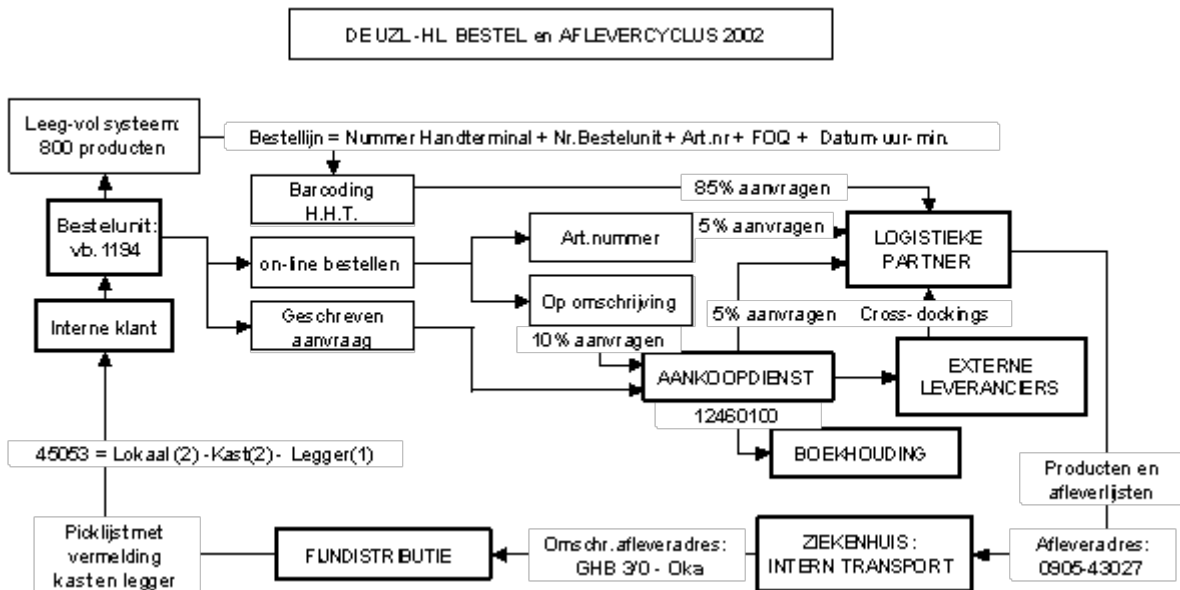 DE UZL-HL BESTEL en AFLEVERCYCLUS 2002
Leeg-vol systeem:
800 producten
Bestellijn = Nummer Handterminal + Nr.Bestelunit + Art.nr + FOQ + Datum-uur-min.
Barcoding
H.H.T.
85% aanvragen
Bestelunit:
vb. 1194
on-line bestellen
Art.nummer
5% aanvragen
LOGISTIEKE
PARTNER
Op omschrijving
Interne klant
Geschreven
aanvraag
10% aanvragen
5% aanvragen
Cross-dockings
AANKOOPDIENST
EXTERNE
LEVERANCIERS
12460100
BOEKHOUDING
45053 = Lokaal (2) -Kast(2) - Legger(1)
Producten en
afleverlijsten
Picklijst met
vermelding
kast en legger
FIJNDISTRIBUTIE
Omschr.afleveradres:
GHB 3/0 - Oka
ZIEKENHUIS:
INTERN TRANSPORT
Afleveradres:
0905-43027